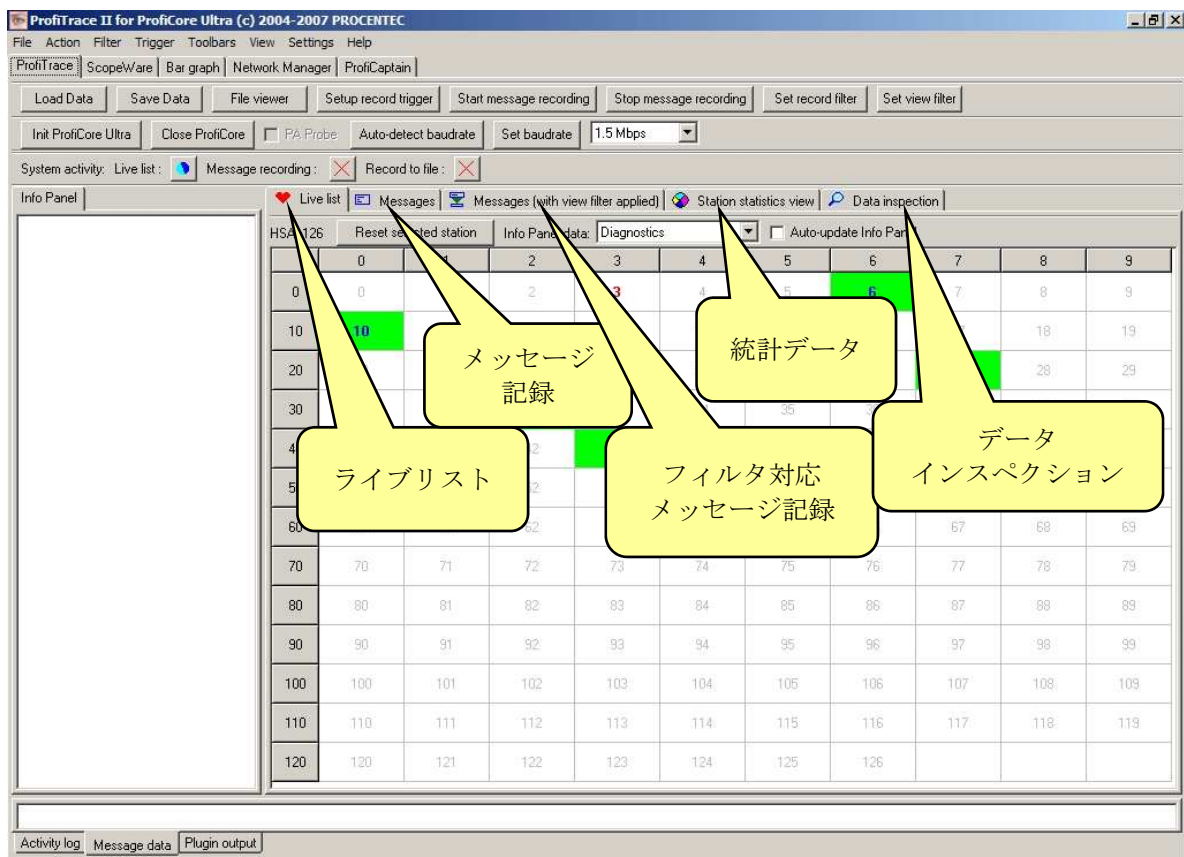 ProfiTrace II for ProfiCore Ultra (c) 2004-2007 PROCENTEC
File Action Filter Trigger Toolbars View Settings Help
ProfiTrace ScopeWare Bar graph Network Manager ProfiCaptain
Load Data Save Data File viewer Setup record trigger Start message recording Stop message recording Set record filter Set view filter
Init ProfiCore Ultra Close ProfiCore PA Probe Auto-detect baudrate Set baudrate 1.5 Mbps
System activity: Live list : Message recording : Record to file :
Info Panel
Live list Messages Messages (with view filter applied) Station statistics view Data inspection
126 Reset selected station Info Panel data: Diagnostics Auto-update Info
0 2 3 4 5 6 7 8 9
0 0 2 3 4 5 6 7 8 9
10 10 18 19
20 28 29
30 35
メッセージ
記録
統計データ
ライブリスト
フィルタ対応
メッセージ記録
データ
インスペクション
60 62 67 68 69
70 70 71 72 73 74 75 76 77 78 79
80 80 81 82 83 84 85 86 87 88 89
90 90 91 92 93 94 95 96 97 98 99
100 100 101 102 103 104 105 106 107 108 109
110 110 111 112 113 114 115 116 117 118 119
120 120 121 122 123 124 125 126
Activity log Message data Plugin output